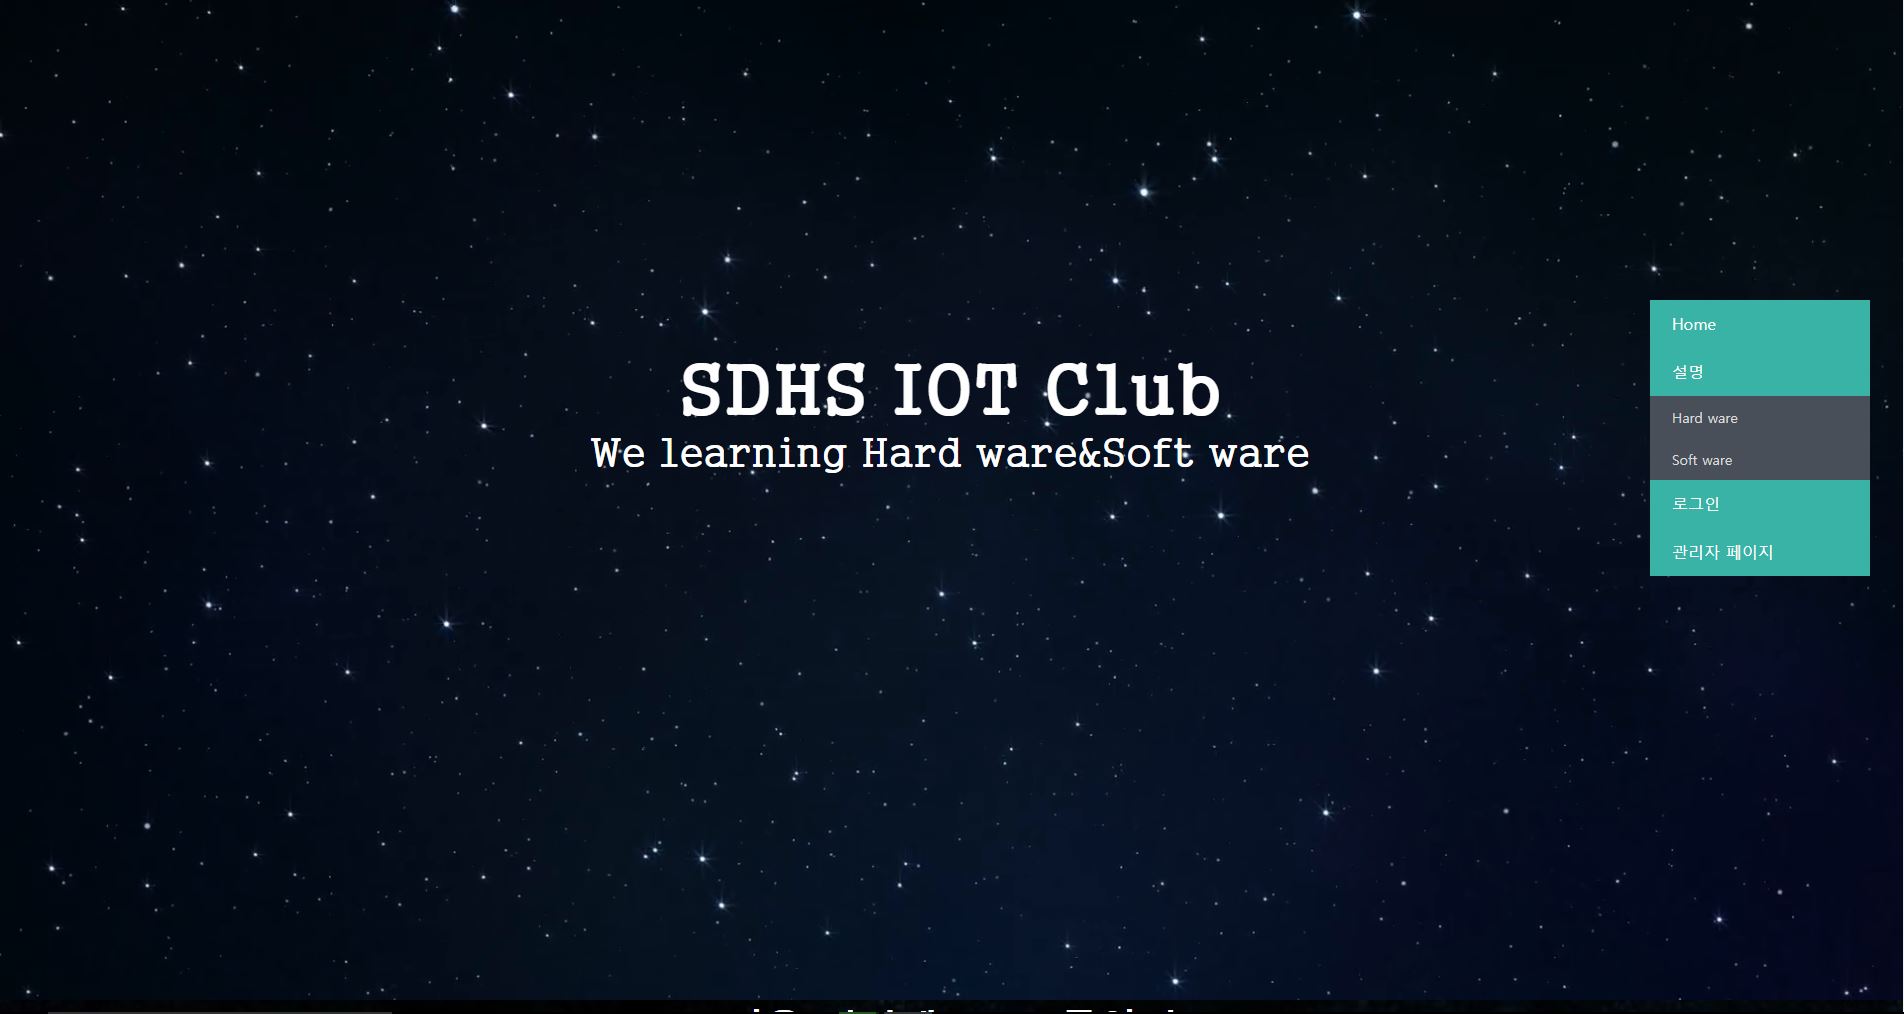 SDHS IOT Club
We learning Hard ware&Soft ware
Home
설명
Hard ware
Soft ware
로그인
관리자 페이지